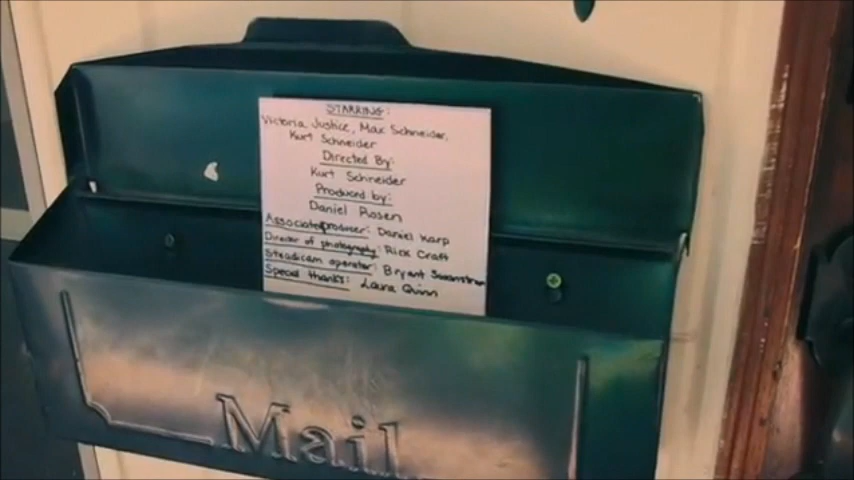 STARRING:
Victoria Justice, Max Schneider,
Kurt Schneider
Directed By:
Kurt Schneider
Produced by:
Daniel Rosen
Associate producer: Daniel Karp
Director of photography: Rick Craft
Steadicam operator: Bryant
Special thanks: Laura Quinn
Mail